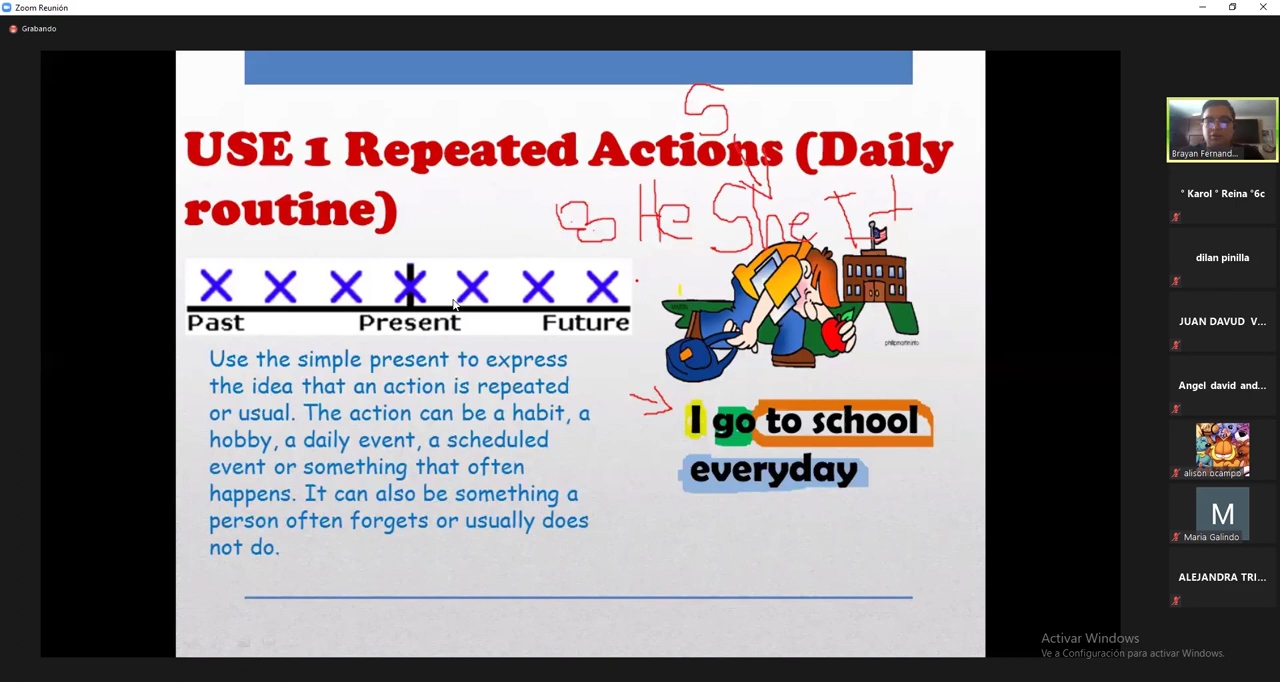 Zoom Reunión
Grabando
S
USE 1 Repeated Actions (Daily
routine)
He She It
Past Present Future
philipmartin.info
Use the simple present to express
the idea that an action is repeated
or usual. The action can be a habit, a
hobby, a daily event, a scheduled
event or something that often
happens. It can also be something a
person often forgets or usually does
not do.
I go to school
everyday
Brayan Fernand...
° Karol ° Reina °6c
dilan pinilla
JUAN DAVUD V...
Angel david and...
alison ocampo
M
Maria Galindo
ALEJANDRA TRI...
Activar Windows
Ve a Configuración para activar Windows.